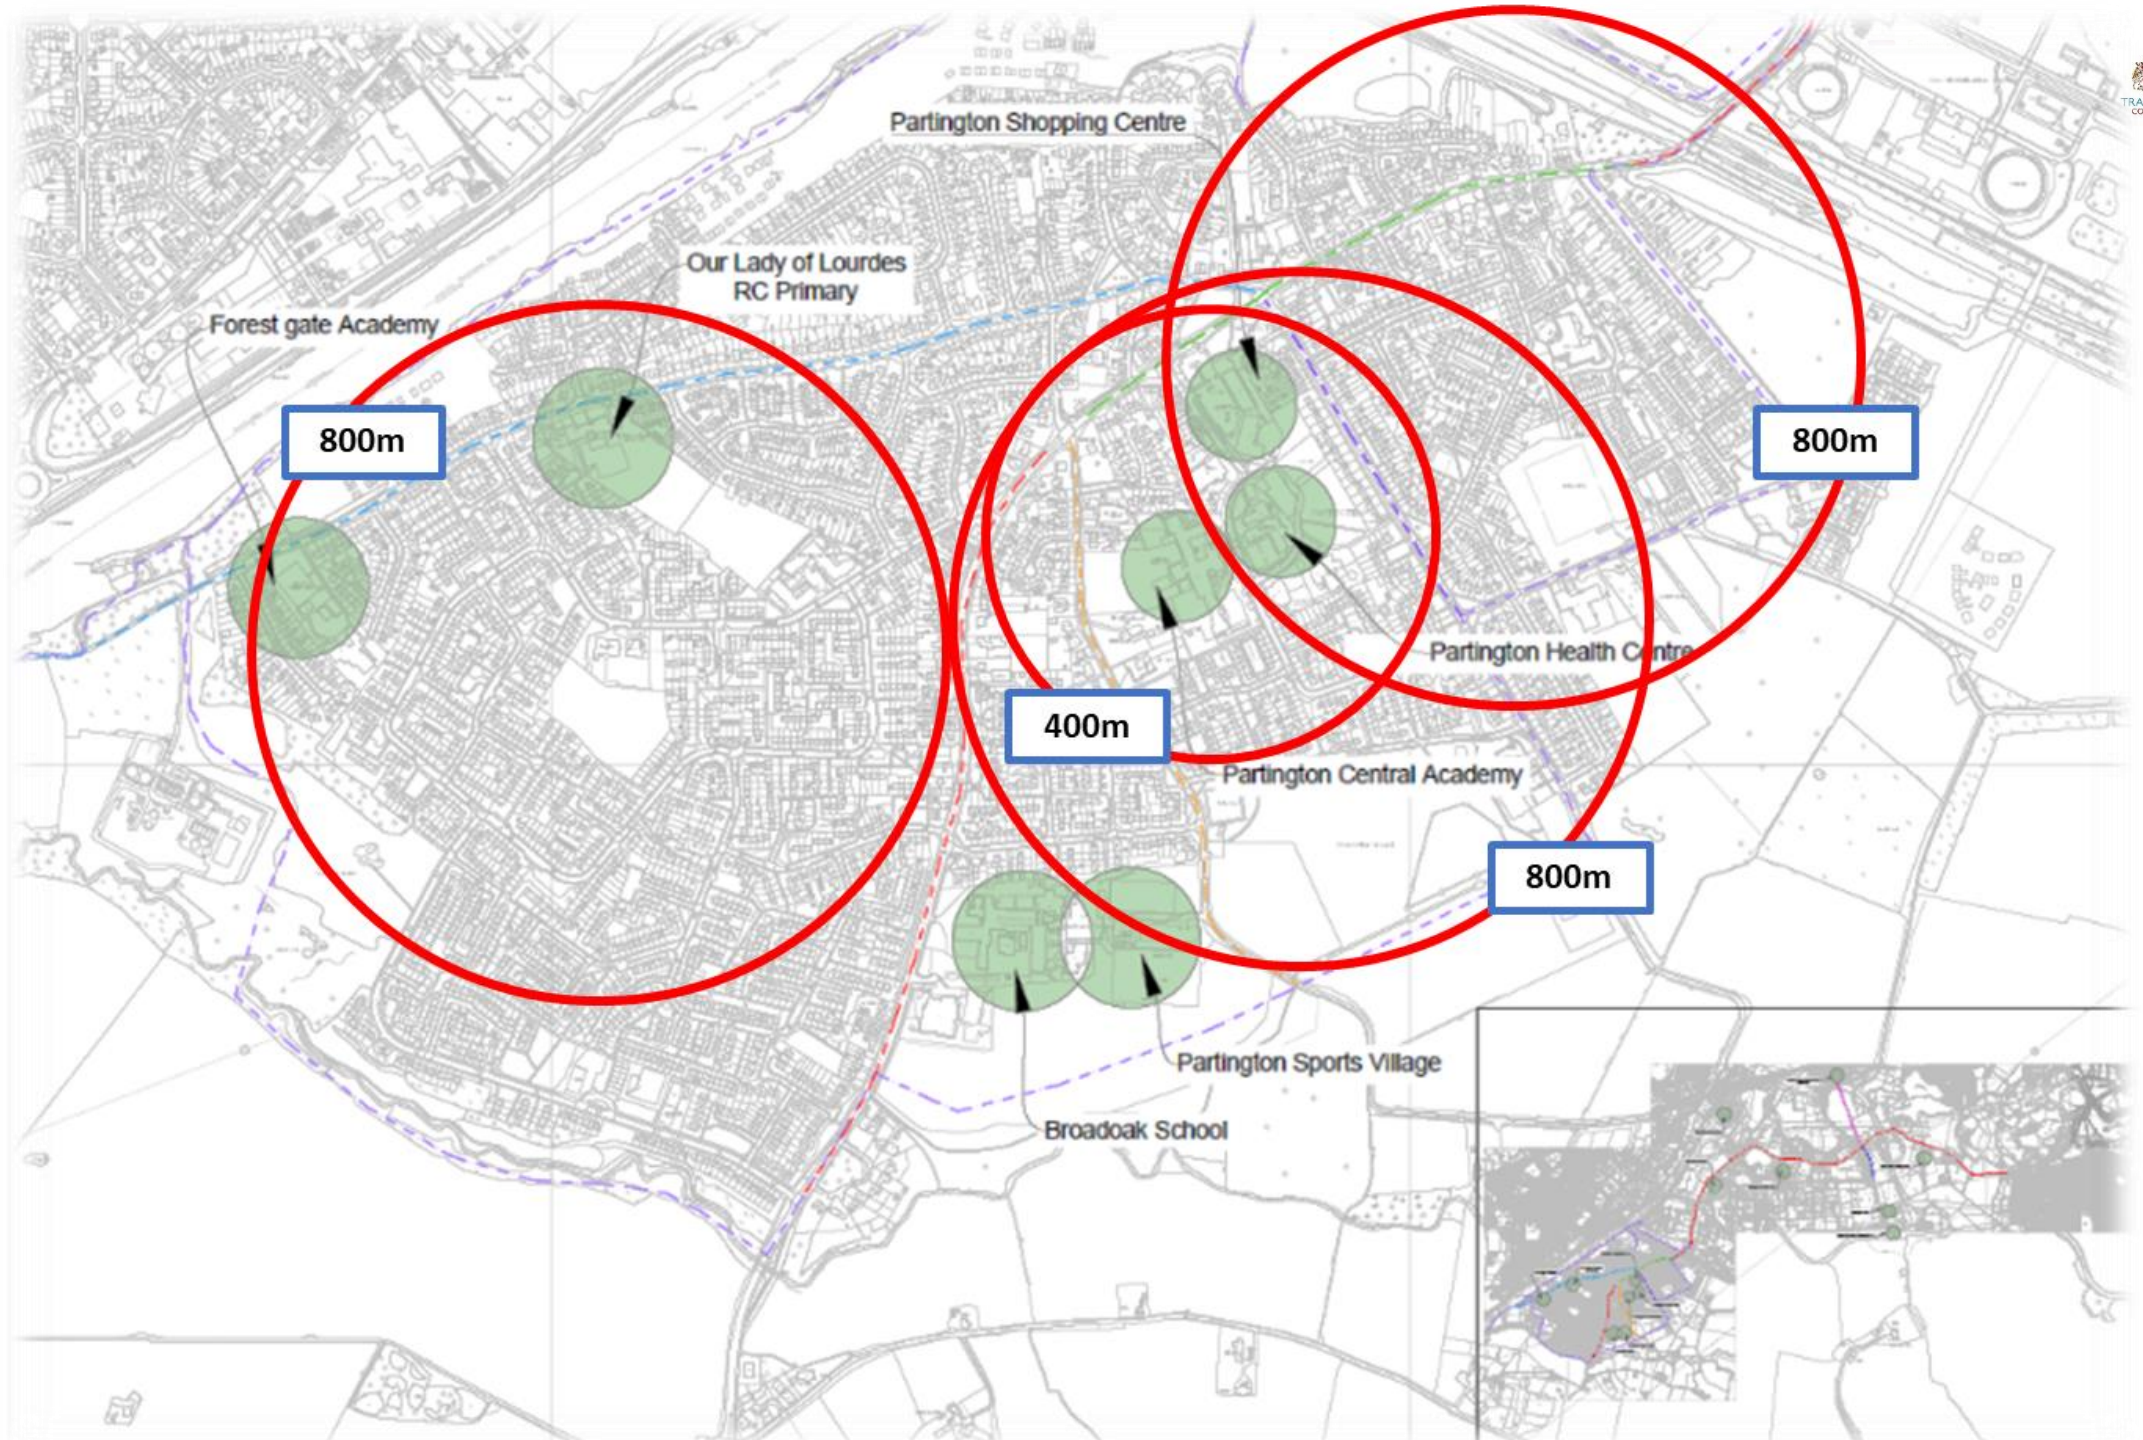 Partington Shopping Centre
Our Lady of Lourdes
RC Primary
Forest gate Academy
800m
800m
Partington Health Centre
400m
Partington Central Academy
800m
Partington Sports Village
Broadoak School